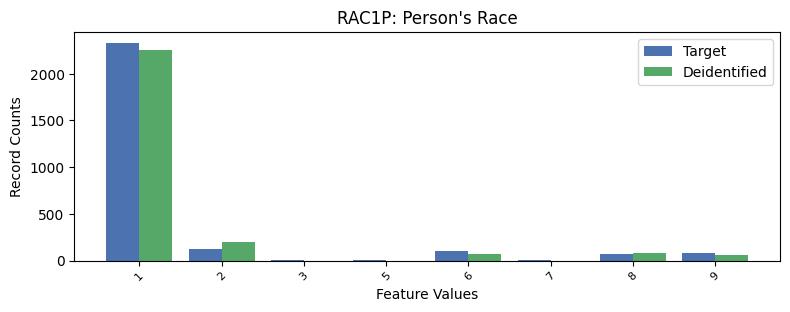 RAC1P: Person's Race
Target
Deidentified
Record Counts
2000
1500
1000
500
0
1 2 3 5 6 7 8 9
Feature Values